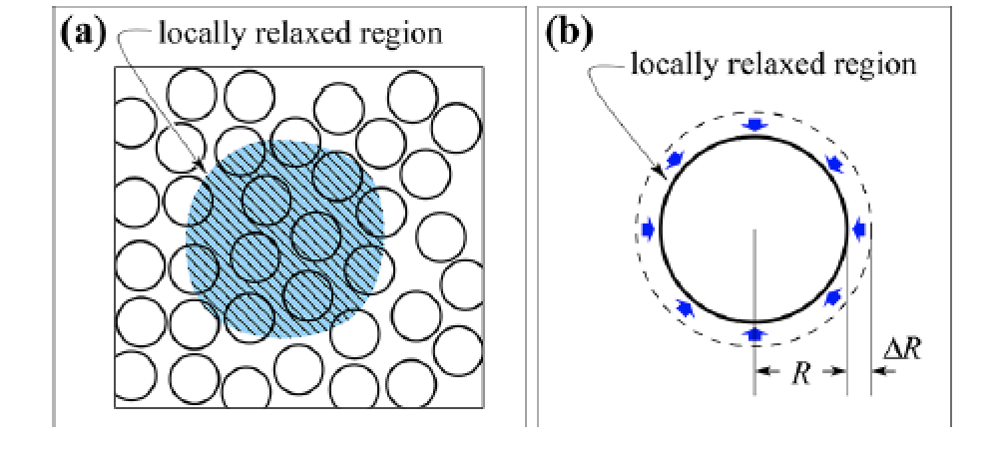 (a)
locally relaxed region
(b)
locally relaxed region
R
ΔR